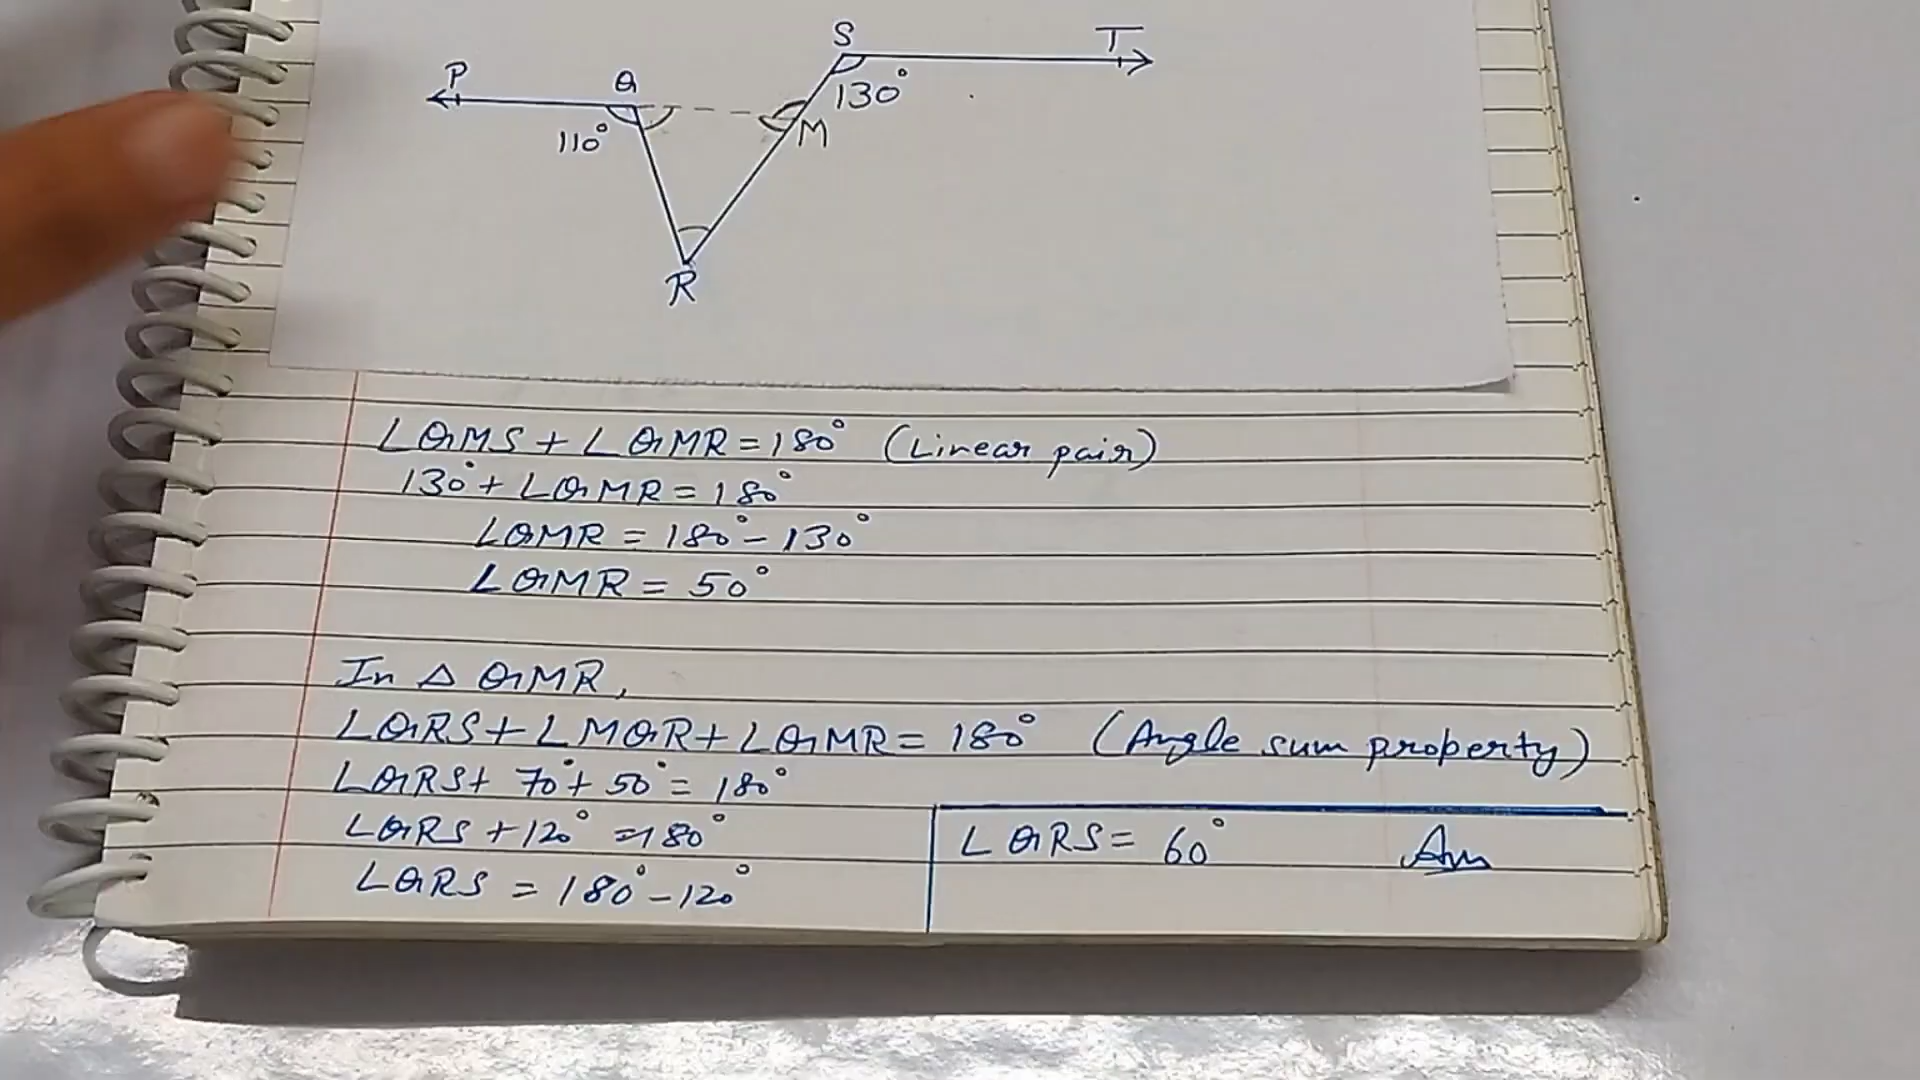 S
T
P
Q
130°
M
110°
R
∠QMS + ∠QMR = 180° (Linear pair)
130° + ∠QMR = 180°
∠QMR = 180° - 130°
∠QMR = 50°
In △ QMR,
∠QRS + ∠MQR + ∠QMR = 180° (Angle sum property)
∠QRS + 70° + 50° = 180°
∠QRS + 120° = 180°
∠QRS = 60° Ans
∠QRS = 180° - 120°